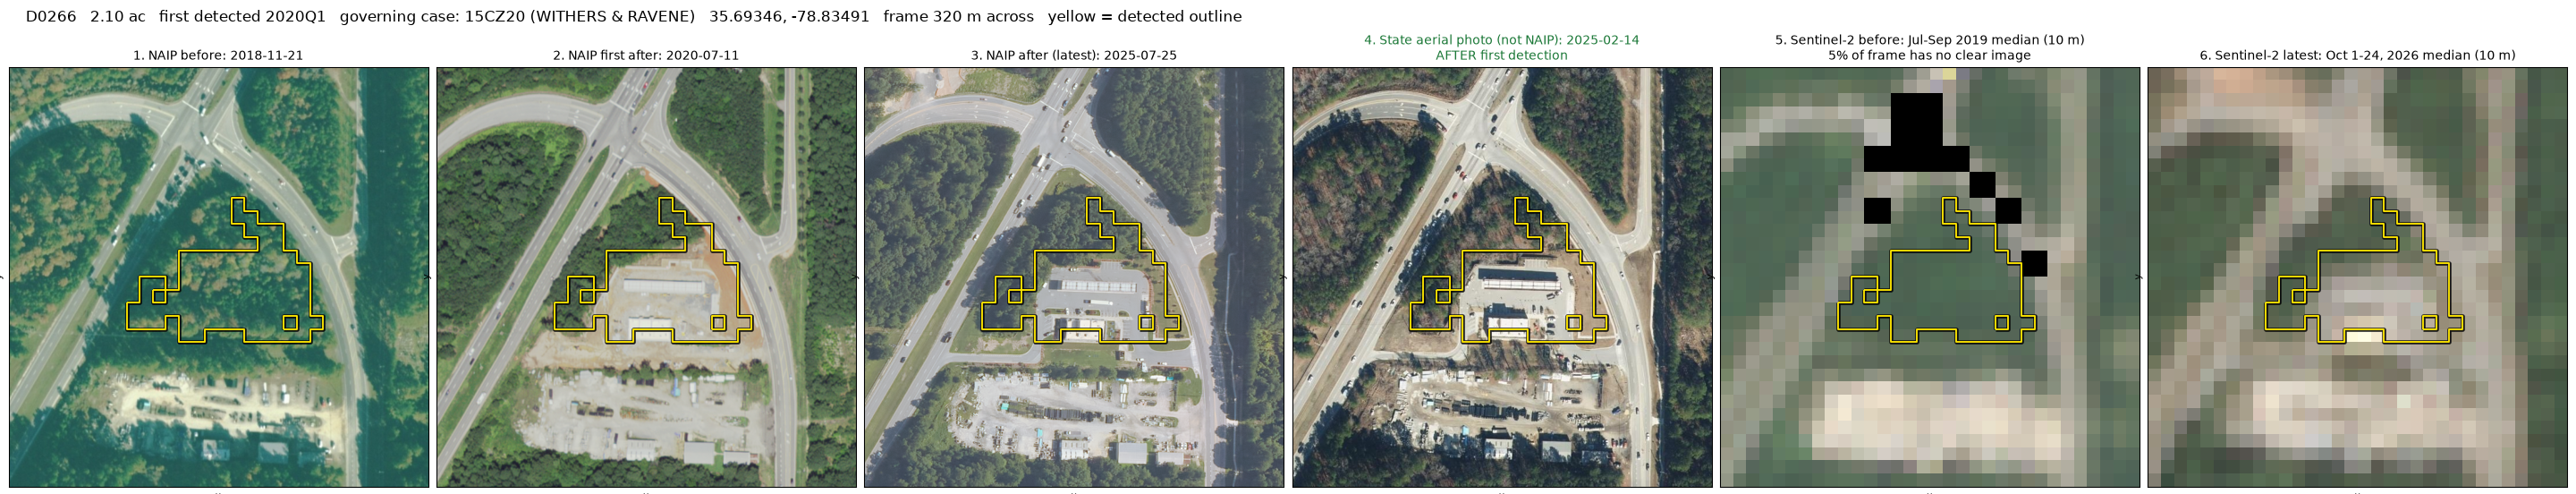 D0266   2.10 ac   first detected 2020Q1   governing case: 15CZ20 (WITHERS & RAVENE)   35.69346, -78.83491   frame 320 m across   yellow = detected outline
1. NAIP before: 2018-11-21
2. NAIP first after: 2020-07-11
3. NAIP after (latest): 2025-07-25
4. State aerial photo (not NAIP): 2025-02-14
AFTER first detection
5. Sentinel-2 before: Jul-Sep 2019 median (10 m)
5% of frame has no clear image
6. Sentinel-2 latest: Oct 1-24, 2026 median (10 m)